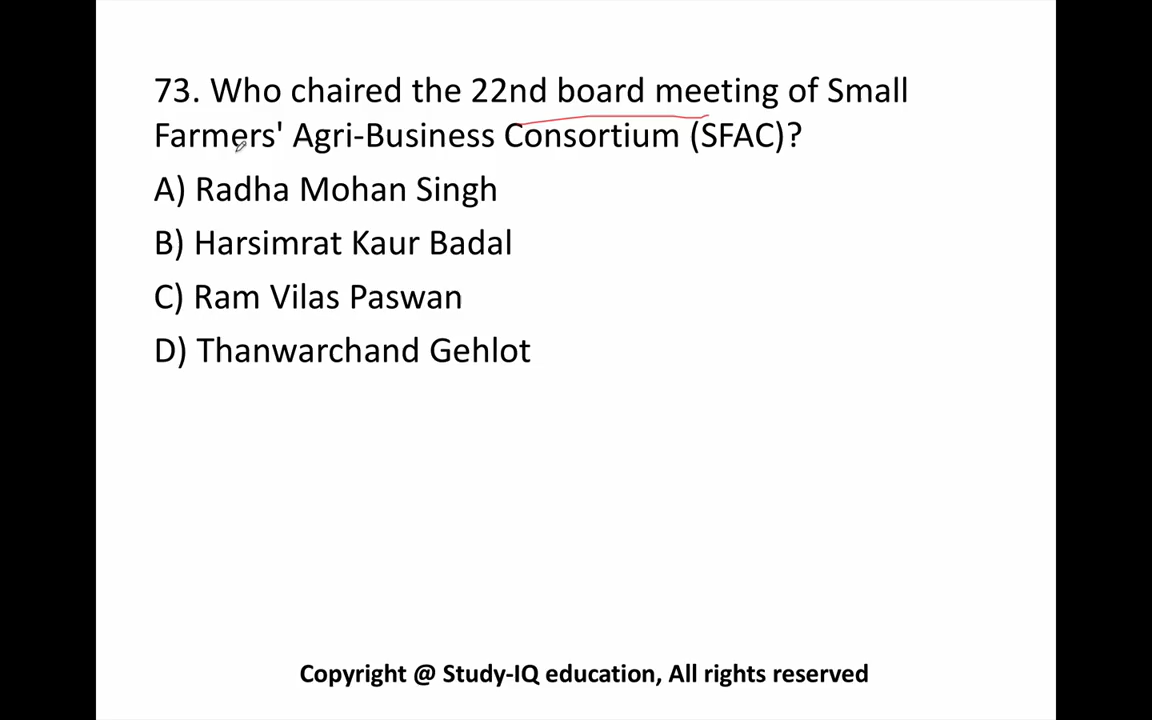 73. Who chaired the 22nd board meeting of Small
Farmers' Agri-Business Consortium (SFAC)?
A) Radha Mohan Singh
B) Harsimrat Kaur Badal
C) Ram Vilas Paswan
D) Thanwarchand Gehlot
Copyright @ Study-IQ education, All rights reserved